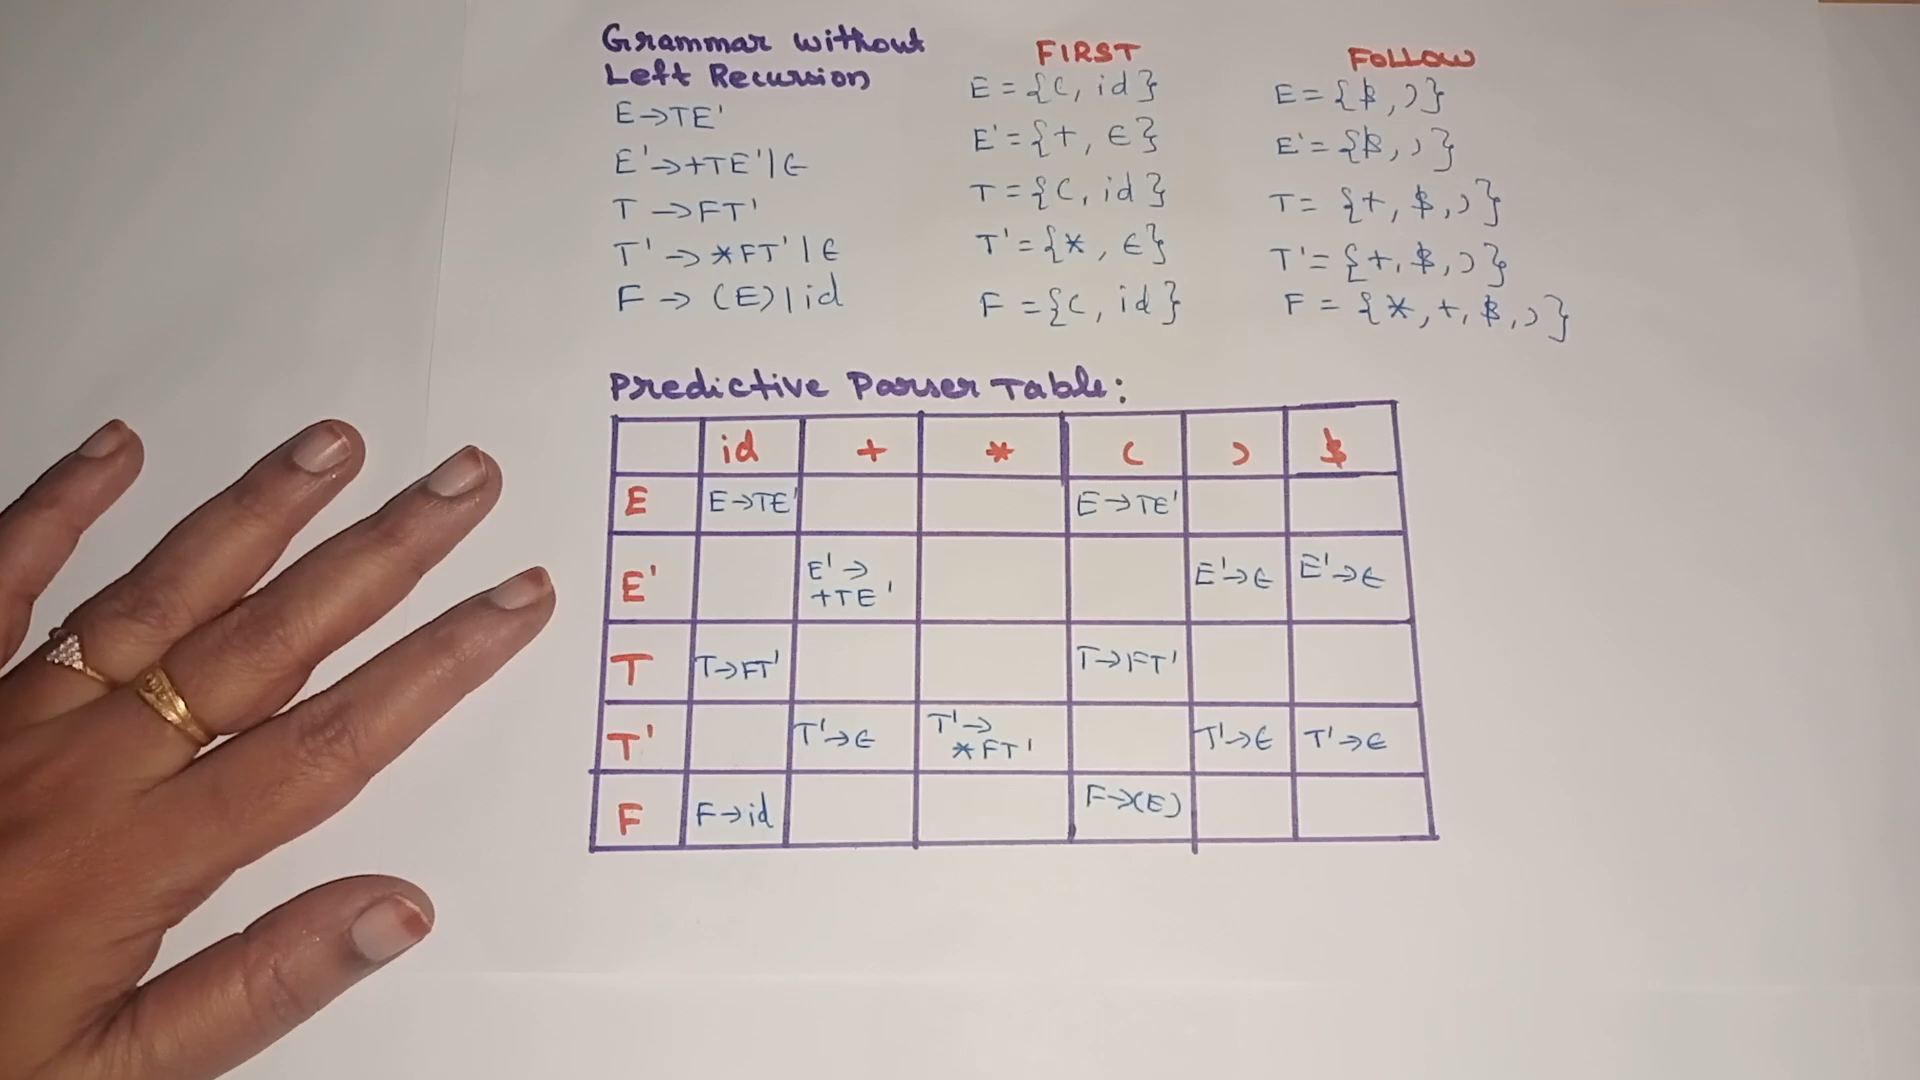 Grammar without
Left Recursion
E→TE'
E'→+TE'|ϵ
T→FT'
T'→*FT'|ϵ
F→(E)|id
FIRST
E={(, id}
E'={+, ϵ}
T={(, id}
T'={*, ϵ}
F={(, id}
FOLLOW
E={$,)}
E'={$,)}
T={+,$,)}
T'={+,$,)}
F={*,+,$,)}
Predictive Parser Table:
id + * ( ) $
E E→TE' E→TE'
E' E'→+TE' E'→ϵ E'→ϵ
T T→FT' T→FT'
T' T'→ϵ T'→*FT' T'→ϵ T'→ϵ
F F→id F→(E)